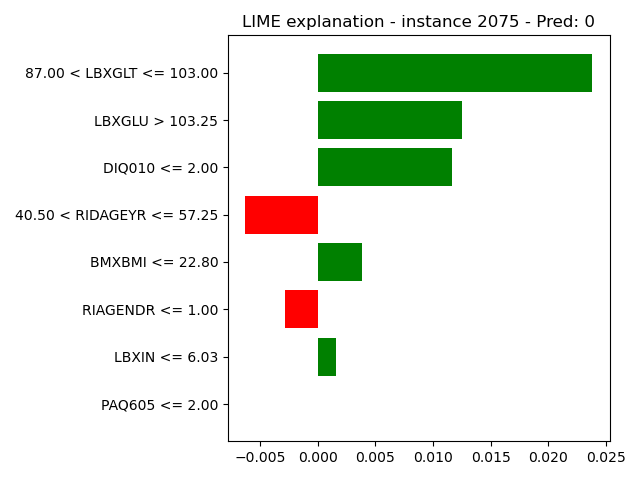 LIME explanation - instance 2075 - Pred: 0
87.00 < LBXGLT <= 103.00
LBXGLU > 103.25
DIQ010 <= 2.00
40.50 < RIDAGEYR <= 57.25
BMXBMI <= 22.80
RIAGENDR <= 1.00
LBXIN <= 6.03
PAQ605 <= 2.00
−0.005 0.000 0.005 0.010 0.015 0.020 0.025